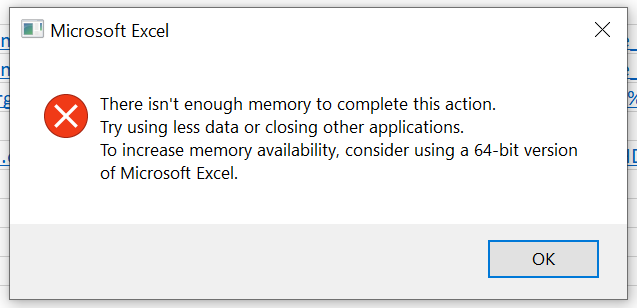 Microsoft Excel
There isn't enough memory to complete this action.
Try using less data or closing other applications.
To increase memory availability, consider using a 64-bit version
of Microsoft Excel.
OK